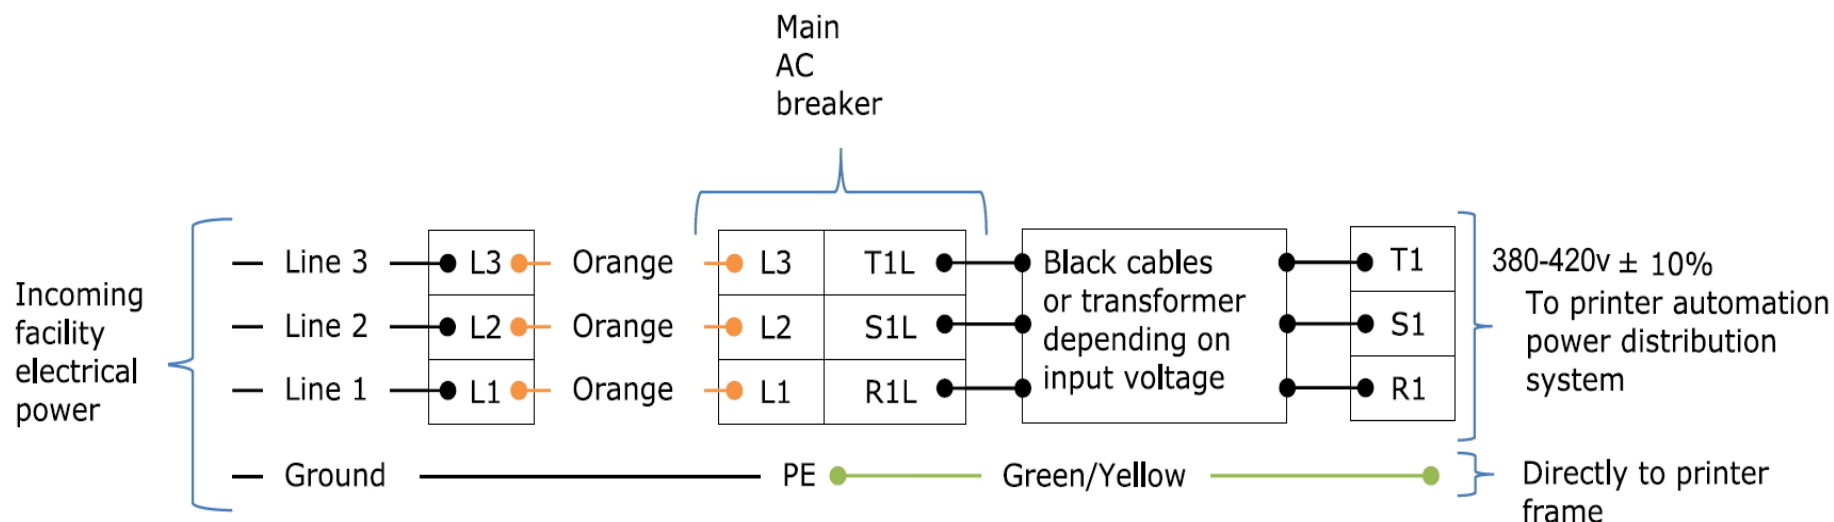 Main
AC
breaker
Incoming
facility
electrical
power
Line 3 L3 Orange L3 T1L
Line 2 L2 Orange L2 S1L
Line 1 L1 Orange L1 R1L
Black cables
or transformer
depending on
input voltage
T1
S1
R1
380-420v ± 10%
To printer automation
power distribution
system
Ground PE Green/Yellow
Directly to printer
frame